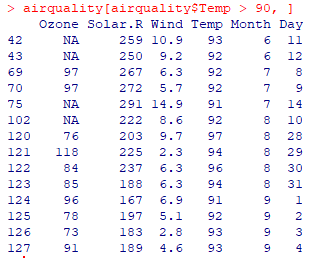 > airquality[airquality$Temp > 90, ]
    Ozone Solar.R Wind Temp Month Day
42     NA     259 10.9   93     6  11
43     NA     250  9.2   92     6  12
69     97     267  6.3   92     7   8
70     97     272  5.7   92     7   9
75     NA     291 14.9   91     7  14
102    NA     222  8.6   92     8  10
120    76     203  9.7   97     8  28
121   118     225  2.3   94     8  29
122    84     237  6.3   96     8  30
123    85     188  6.3   94     8  31
124    96     167  6.9   91     9   1
125    78     197  5.1   92     9   2
126    73     183  2.8   93     9   3
127    91     189  4.6   93     9   4